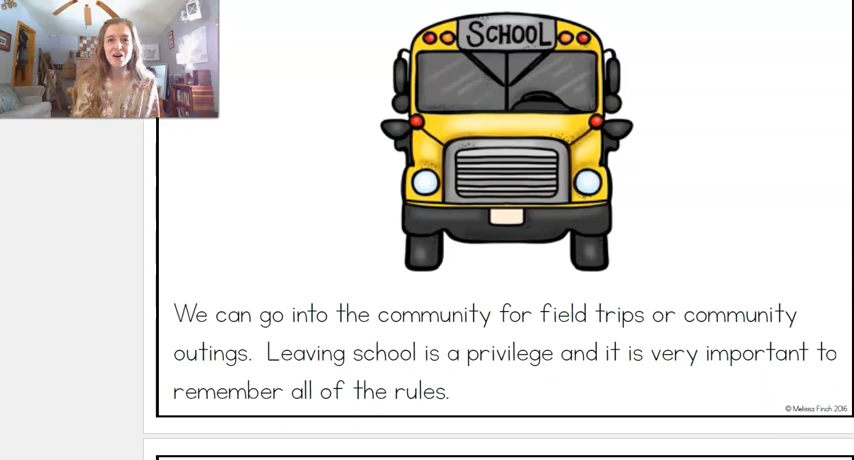 SCHOOL
We can go into the community for field trips or community
outings. Leaving school is a privilege and it is very important to
remember all of the rules.
© Melissa Finch 2016